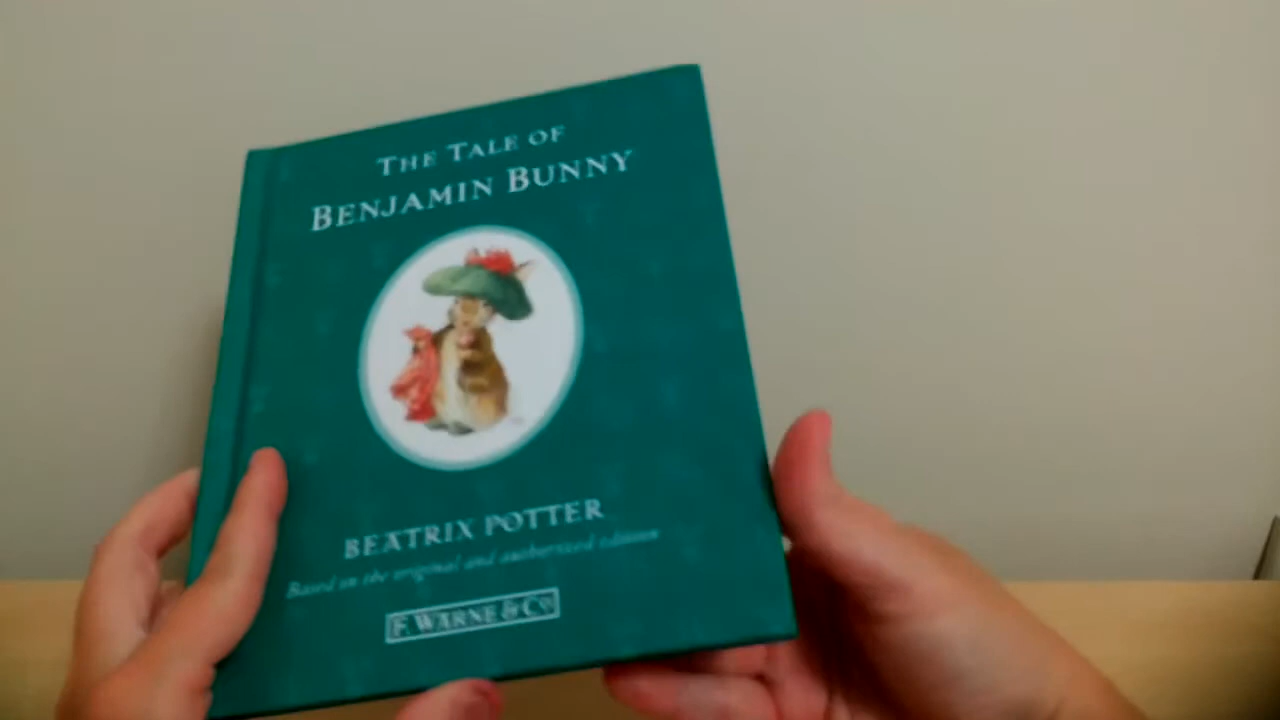 THE TALE OF
BENJAMIN BUNNY
BEATRIX POTTER
Based on the original and authorized edition
F. WARNE & Co